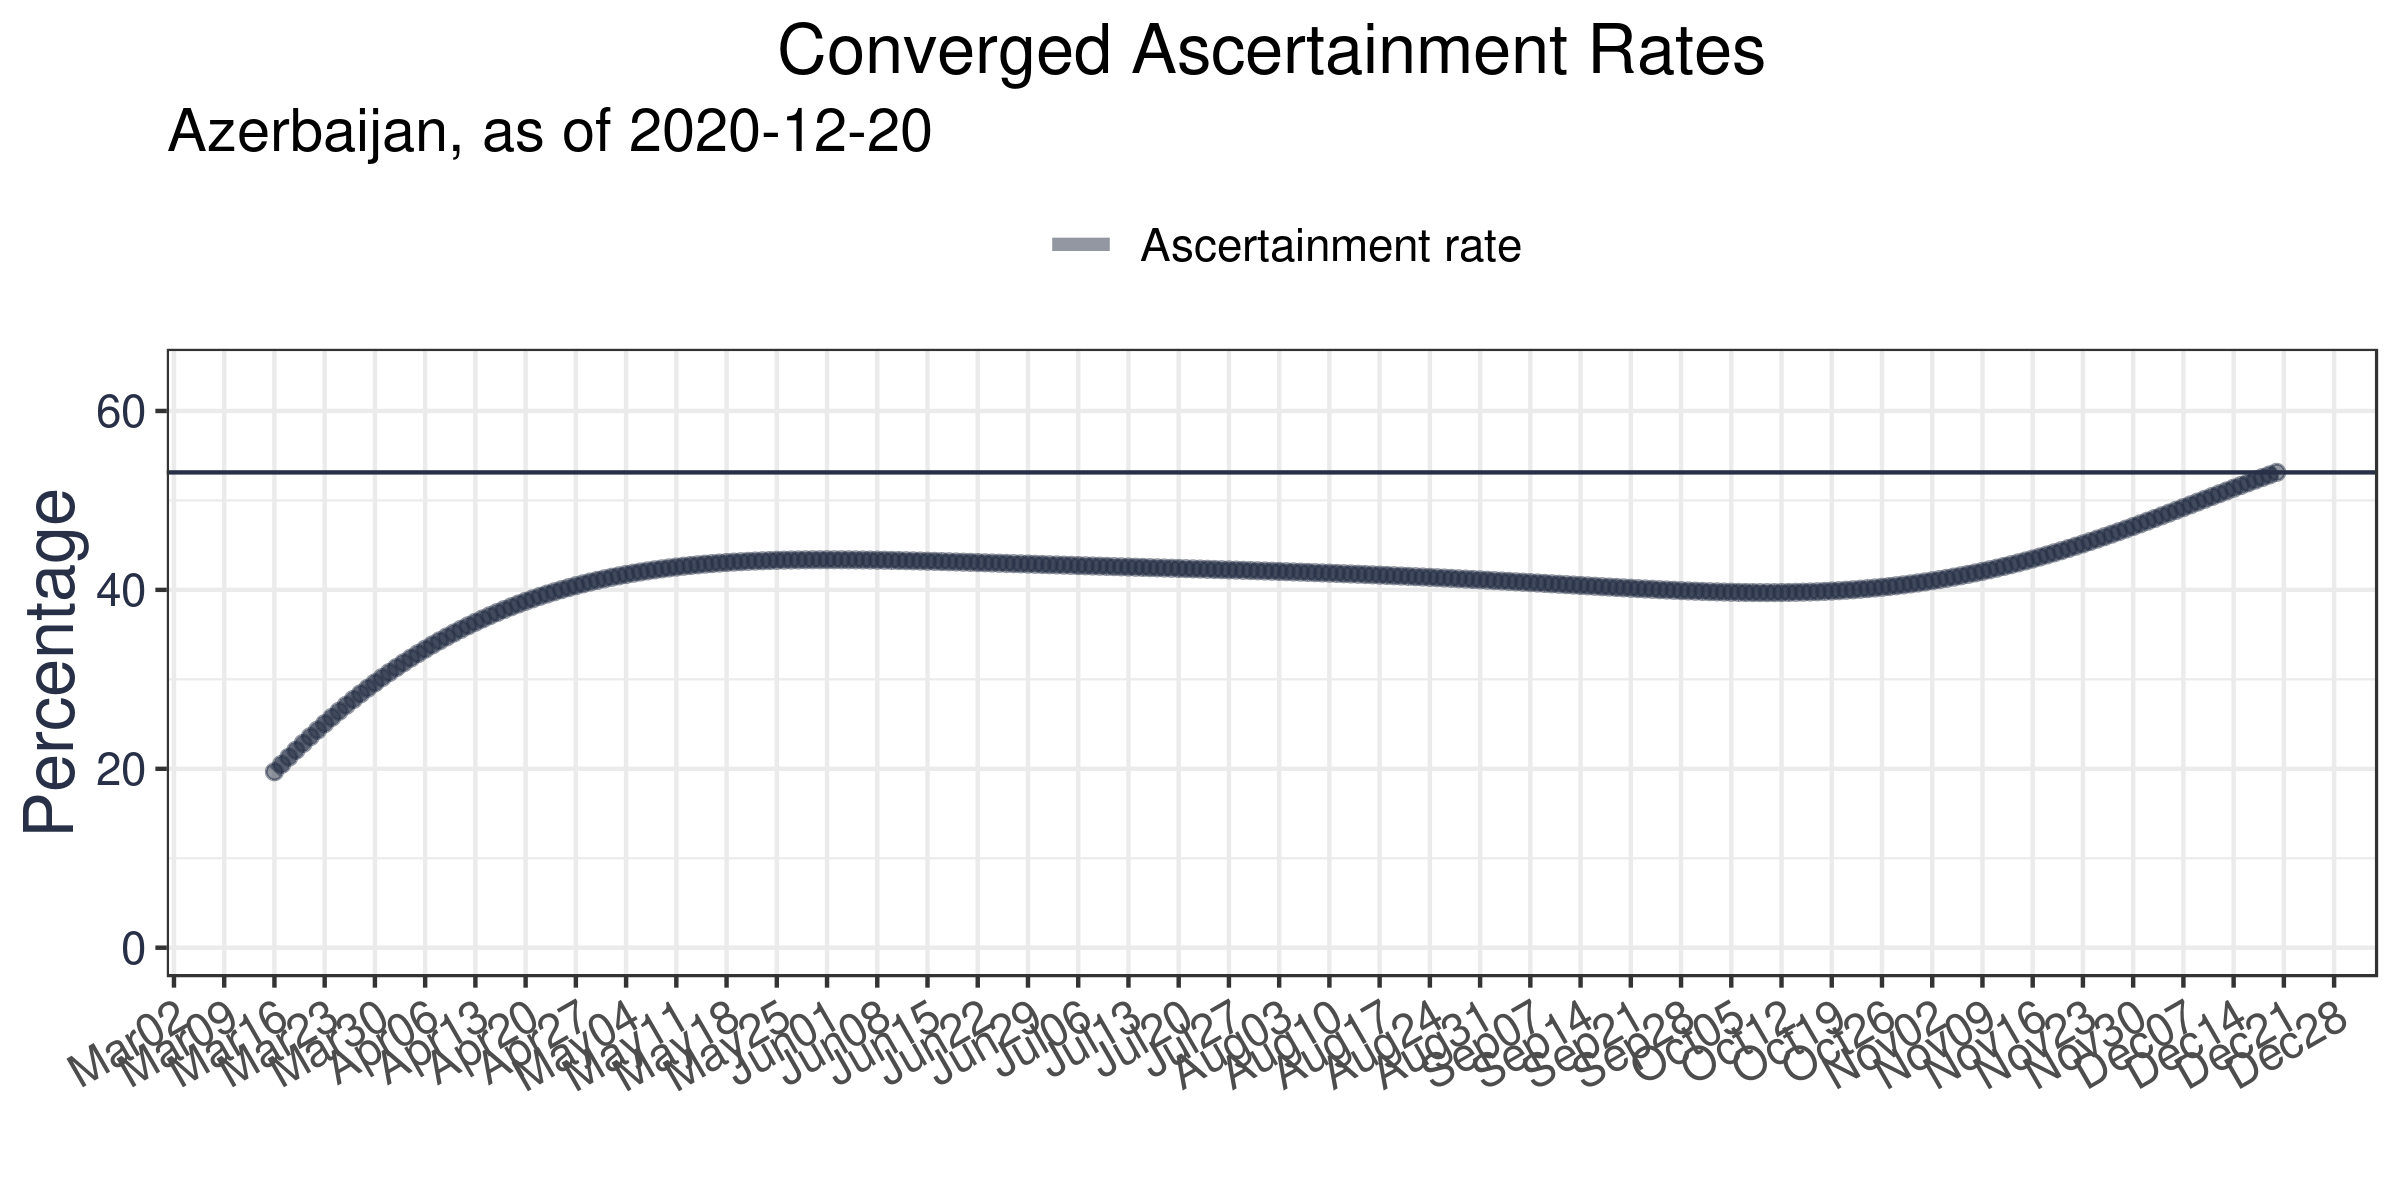 Converged Ascertainment Rates
Azerbaijan, as of 2020-12-20
Ascertainment rate
Percentage
60
40
20
0
Mar02
Mar09
Mar16
Mar23
Mar30
Apr06
Apr13
Apr20
Apr27
May04
May11
May18
May25
Jun01
Jun08
Jun15
Jun22
Jun29
Jul06
Jul13
Jul20
Jul27
Aug03
Aug10
Aug17
Aug24
Aug31
Sep07
Sep14
Sep21
Sep28
Oct05
Oct12
Oct19
Oct26
Nov02
Nov09
Nov16
Nov23
Nov30
Dec07
Dec14
Dec21
Dec28